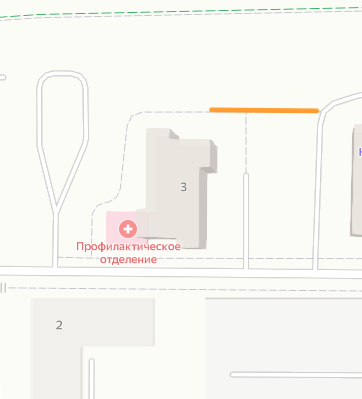 3
Профилактическое
отделение
2